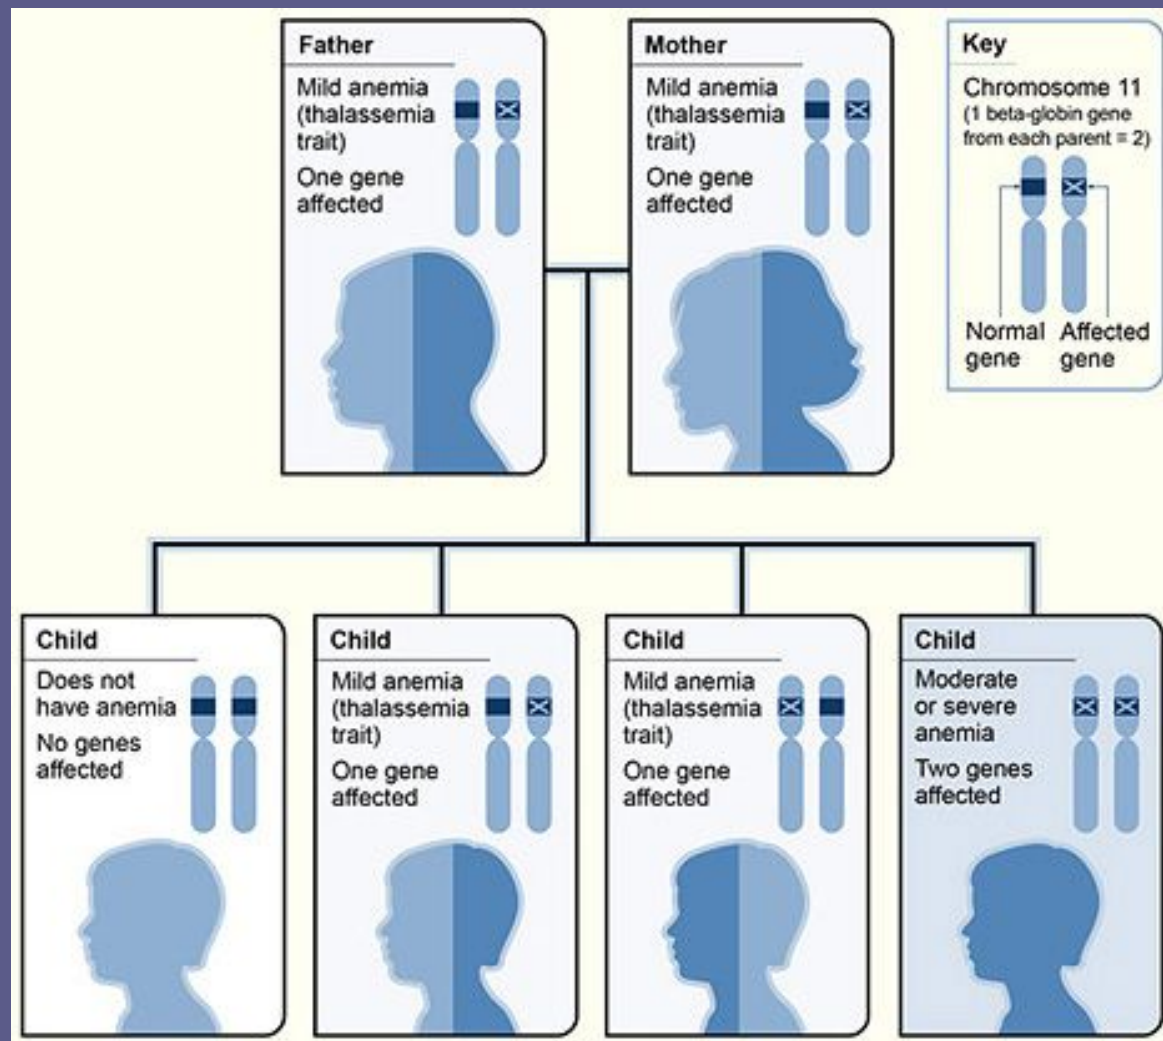 Father
Mild anemia
(thalassemia
trait)
One gene
affected
Mother
Mild anemia
(thalassemia
trait)
One gene
affected
Key
Chromosome 11
(1 beta-globin gene
from each parent = 2)
Normal
gene
Affected
gene
Child
Does not
have anemia
No genes
affected
Child
Mild anemia
(thalassemia
trait)
One gene
affected
Child
Mild anemia
(thalassemia
trait)
One gene
affected
Child
Moderate
or severe
anemia
Two genes
affected